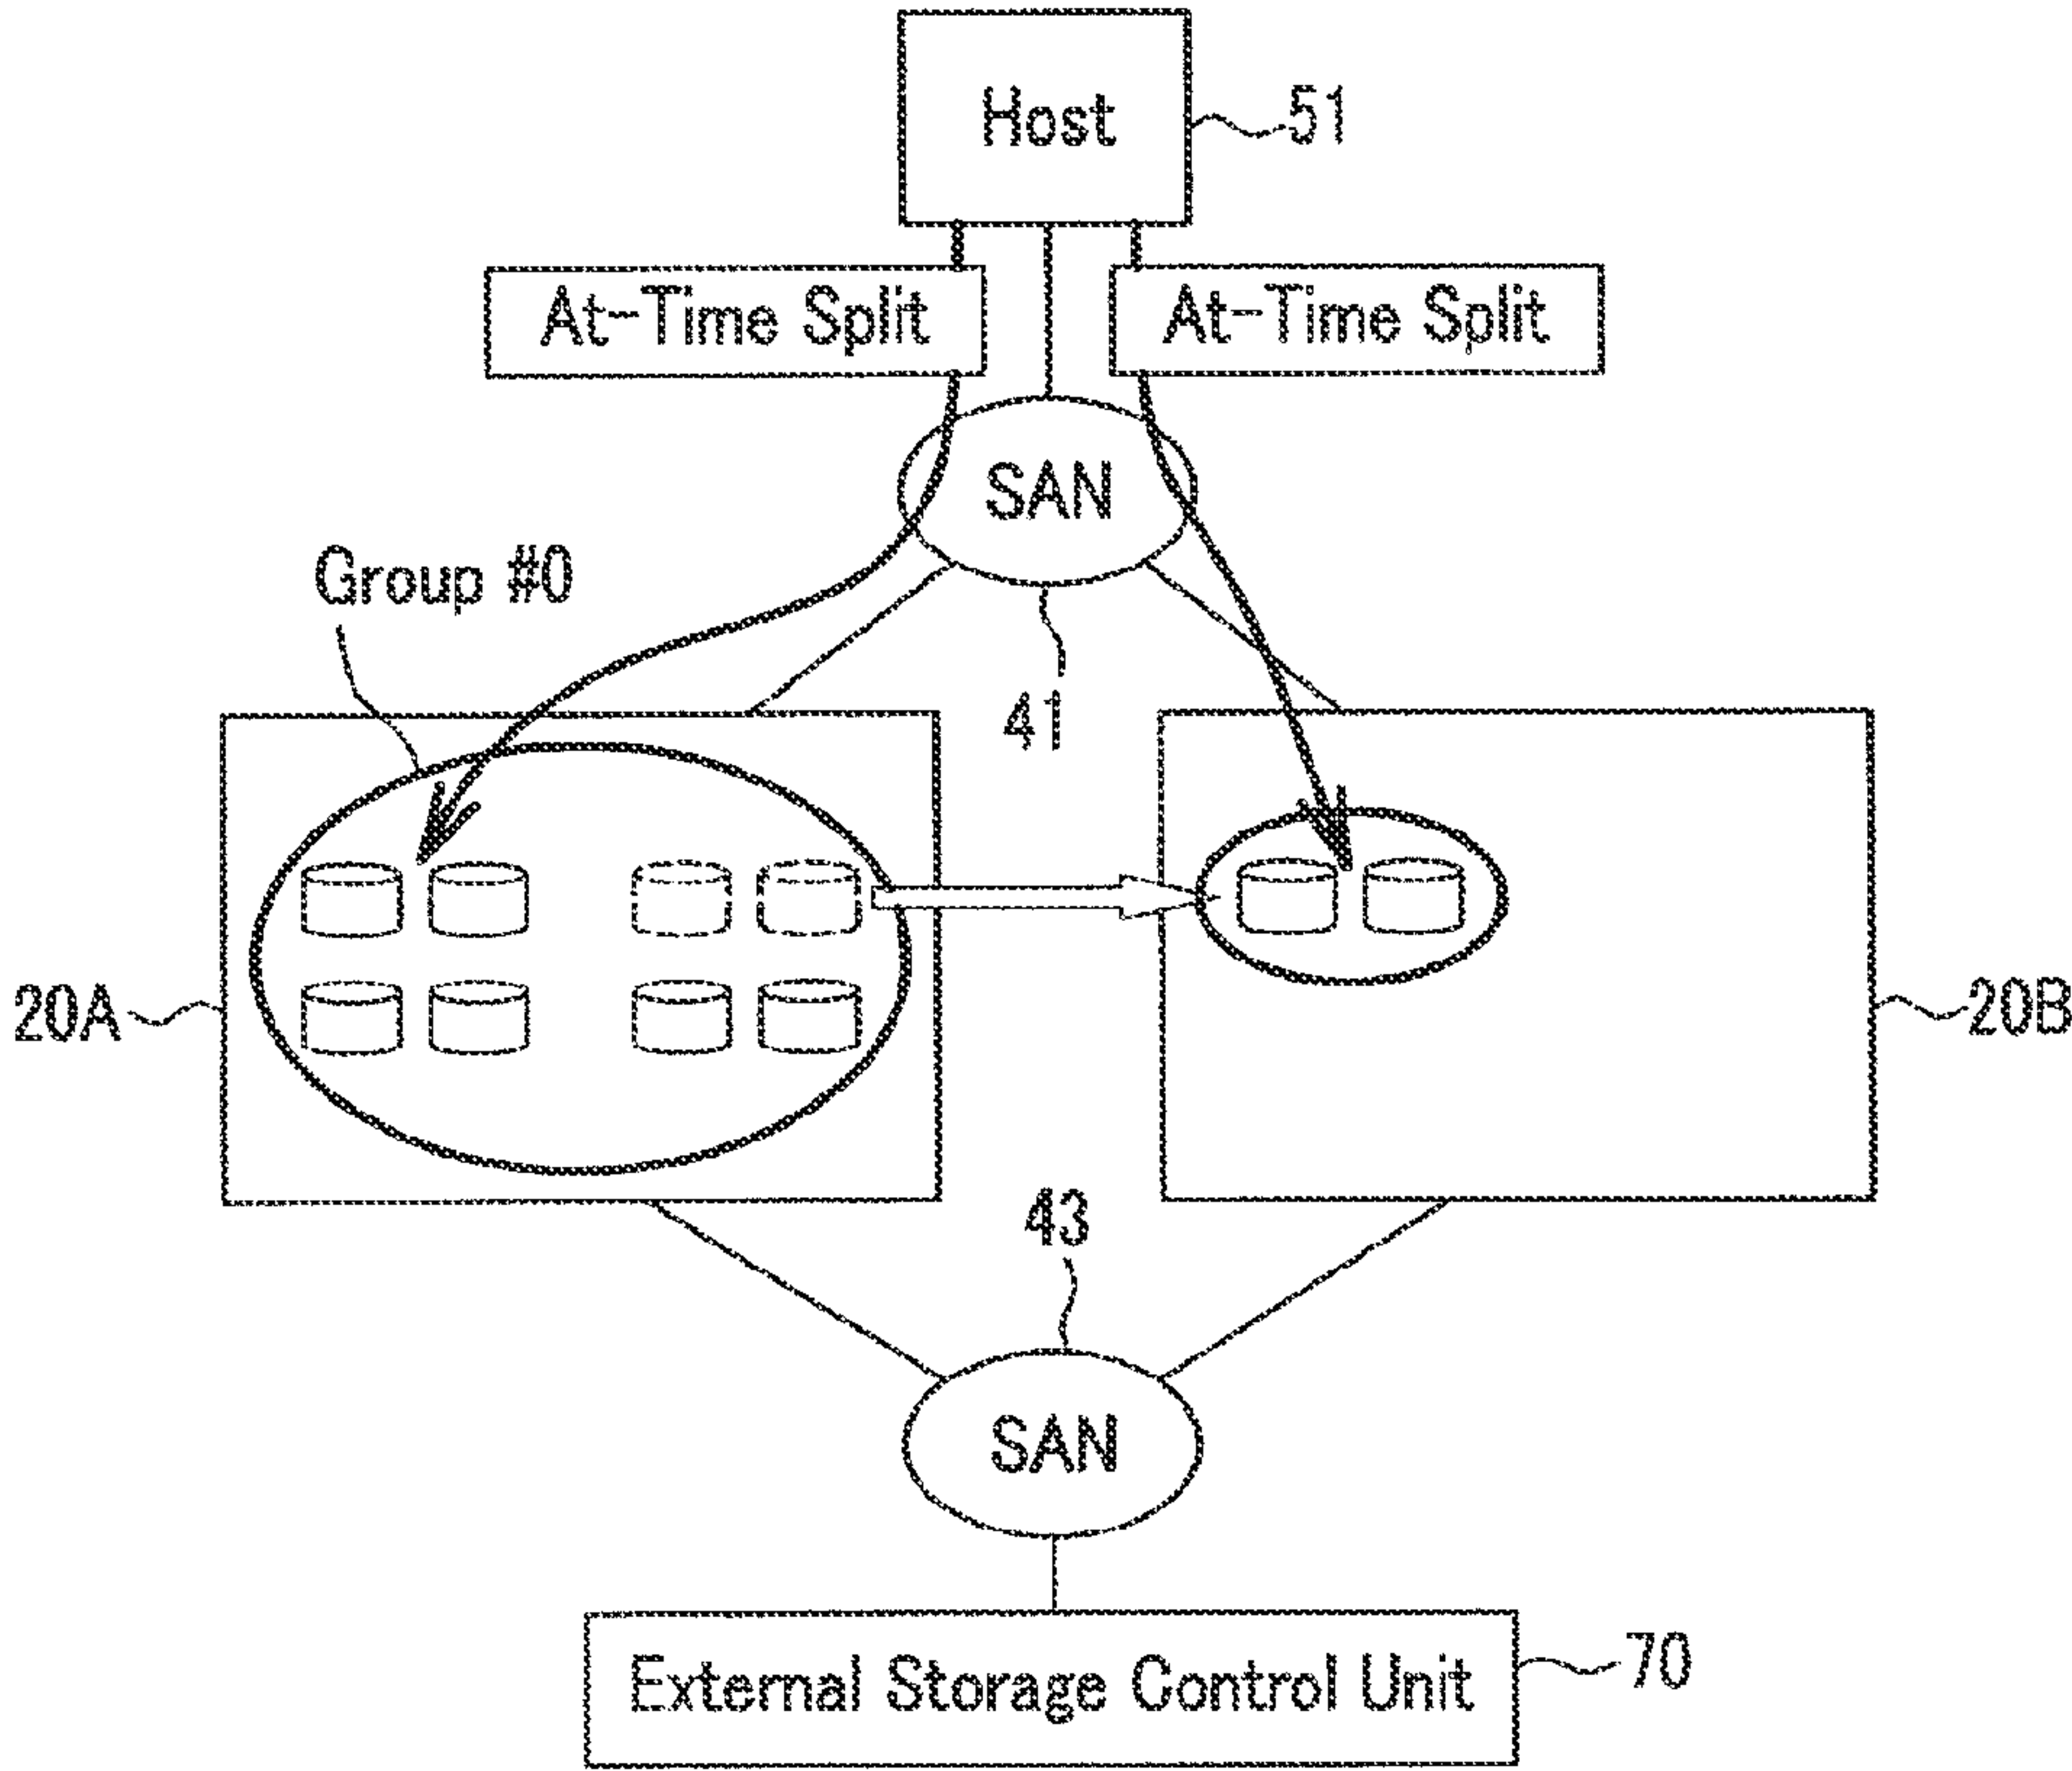 Host
51
At-Time Split
At-Time Split
SAN
Group #0
41
20A
20B
43
SAN
External Storage Control Unit
70